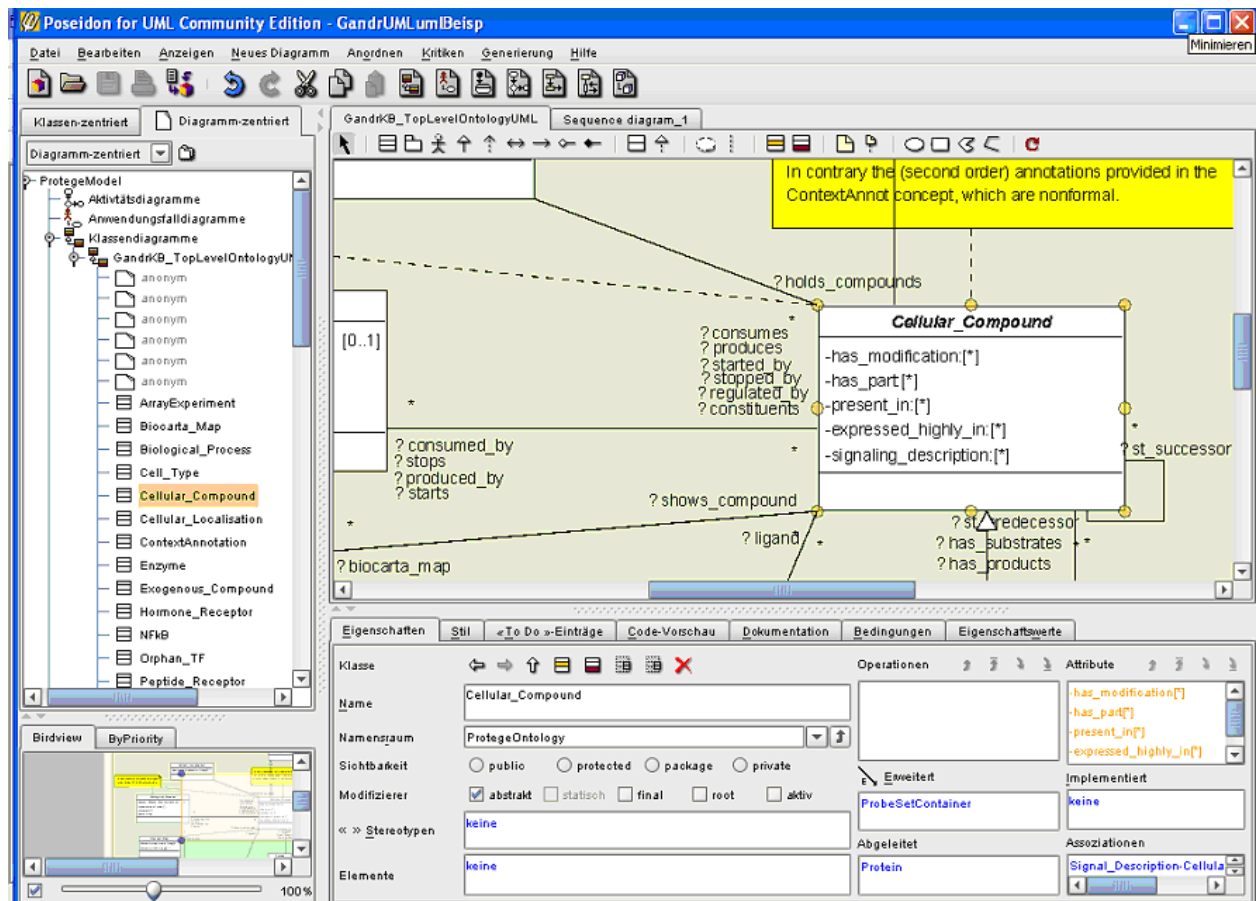 Poseidon for UML Community Edition - GandrUMLumlBeisp
Minimieren
Datei Bearbeiten Anzeigen Neues Diagramm Anordnen Kritiken Generierung Hilfe
Klassen-zentriert Diagramm-zentriert
Diagramm-zentriert
ProtegeModel
Aktivtätsdiagramme
Anwendungsfalldiagramme
Klassendiagramme
GandrKB_TopLevelOntologyUM
anonym
anonym
anonym
anonym
anonym
anonym
ArrayExperiment
Biocarta_Map
Biological_Process
Cell_Type
Cellular_Compound
Cellular_Localisation
ContextAnnotation
Enzyme
Exogenous_Compound
Hormone_Receptor
NFkB
Orphan_TF
Peptide_Receptor
Birdview ByPriority
100%
GandrKB_TopLevelOntologyUML Sequence diagram_1
In contrary the (second order) annotations provided in the
ContextAnnot concept, which are nonformal.
? holds_compounds
*
[0..1]
? consumes
? produces
? started_by
? stopped_by
? regulated_by
? constituents
Cellular_Compound
-has_modification:[*]
-has_part:[*]
-present_in:[*]
-expressed_highly_in:[*]
-signaling_description:[*]
*
*
? consumed_by
? stops
? produced_by
? starts
*
*
? st_successor
? shows_compound
*
? ligand
*
? biocarta_map
? has_substrates
*
? has_products
Eigenschaften Stil «To Do »-Einträge Code-Vorschau Dokumentation Bedingungen Eigenschaftswerte
Klasse
Name Cellular_Compound
Namensraum ProtegeOntology
Sichtbarkeit public protected package private
Modifizierer abstrakt statisch final root aktiv
« » Stereotypen keine
Elemente keine
Operationen
Erweitert
ProbeSetContainer
Abgeleitet
Protein
Attribute
-has_modification[*]
-has_part[*]
-present_in[*]
-expressed_highly_in[*]
Implementiert
keine
Assoziationen
Signal_Description-Cellula